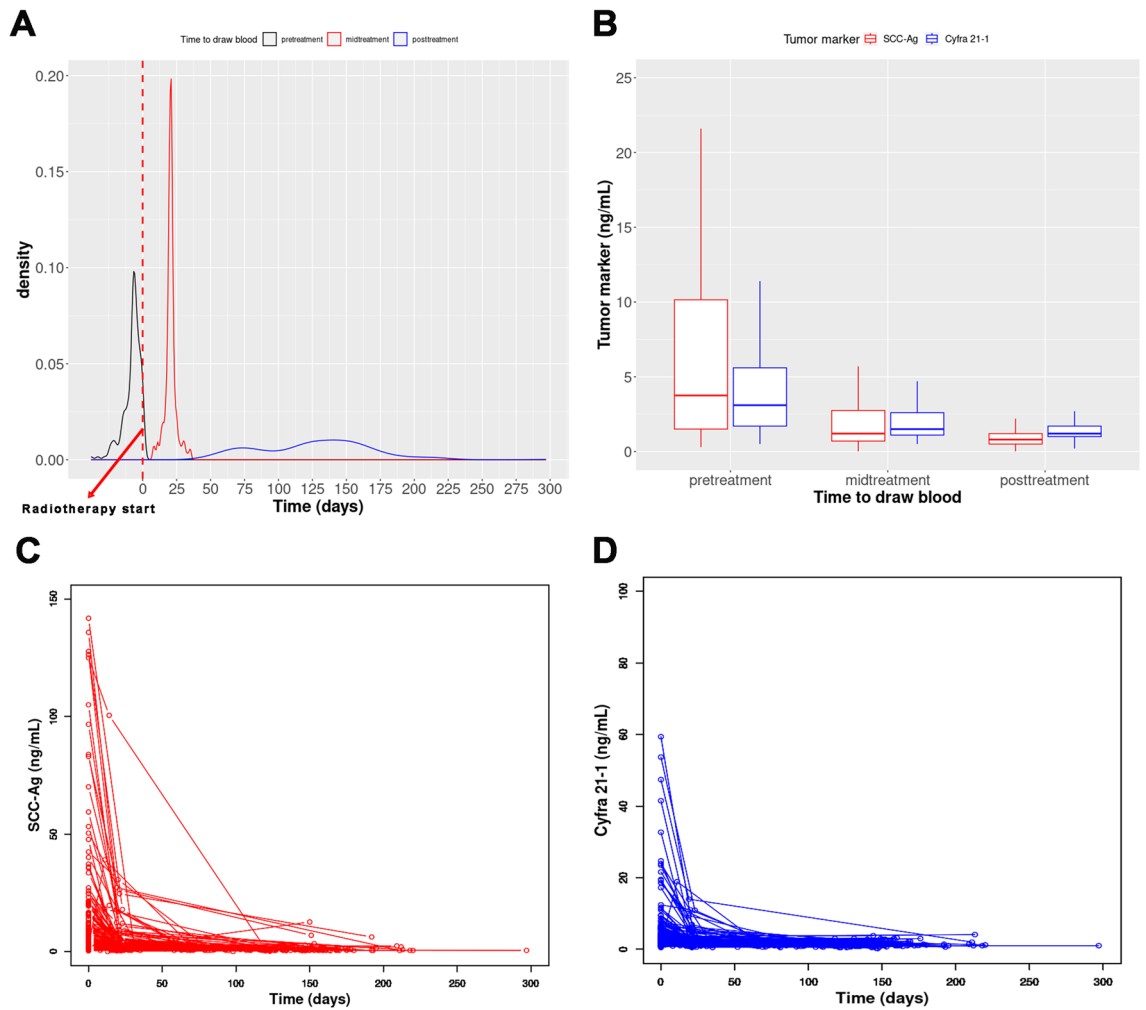 A
Time to draw blood pretreatment midtreatment posttreatment
0.20
0.15
0.10
0.05
0.00
density
0 25 50 75 100 125 150 175 200 225 250 275 300
Time (days)
Radiotherapy start
B
Tumor marker SCC-Ag Cyfra 21-1
25
20
15
10
5
0
Tumor marker (ng/mL)
pretreatment midtreatment posttreatment
Time to draw blood
C
150
100
50
0
SCC-Ag (ng/mL)
0 50 100 150 200 250 300
Time (days)
D
100
80
60
40
20
0
Cyfra 21-1 (ng/mL)
0 50 100 150 200 250 300
Time (days)